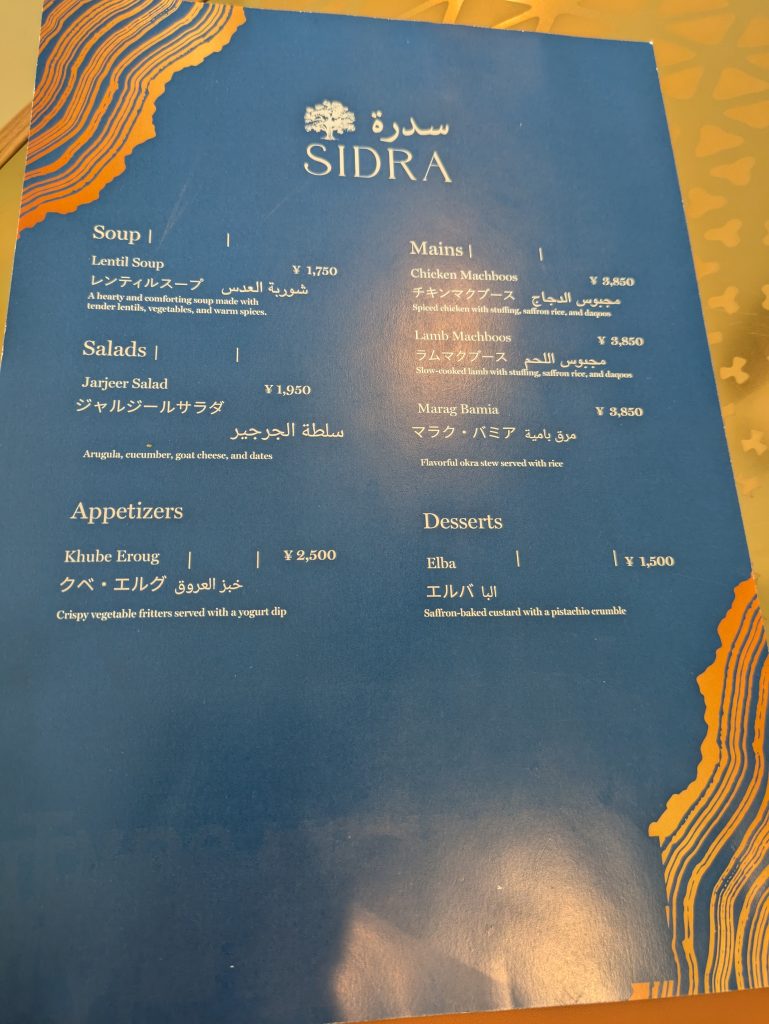 سدرة
SIDRA
Soup | |
Lentil Soup ¥ 1,750
レンティルスープ شوربة العدس
A hearty and comforting soup made with
tender lentils, vegetables, and warm spices.
Salads | |
Jarjeer Salad ¥1,950
ジャルジールサラダ
سلطة الجرجير
Arugula, cucumber, goat cheese, and dates
Appetizers
Khube Eroug | | ¥ 2,500
クベ・エルグ خبز العروق
Crispy vegetable fritters served with a yogurt dip
Mains | |
Chicken Machboos ¥ 3,850
チキンマクブース مجبوس الدجاج
Spiced chicken with stuffing, saffron rice, and daqoos
Lamb Machboos ¥ 3,850
ラムマクブース مجبوس اللحم
Slow-cooked lamb with stuffing, saffron rice, and daqoos
Marag Bamia ¥ 3,850
マラク・バミア مرق بامية
Flavorful okra stew served with rice
Desserts
Elba | | ¥ 1,500
エルバ البا
Saffron-baked custard with a pistachio crumble